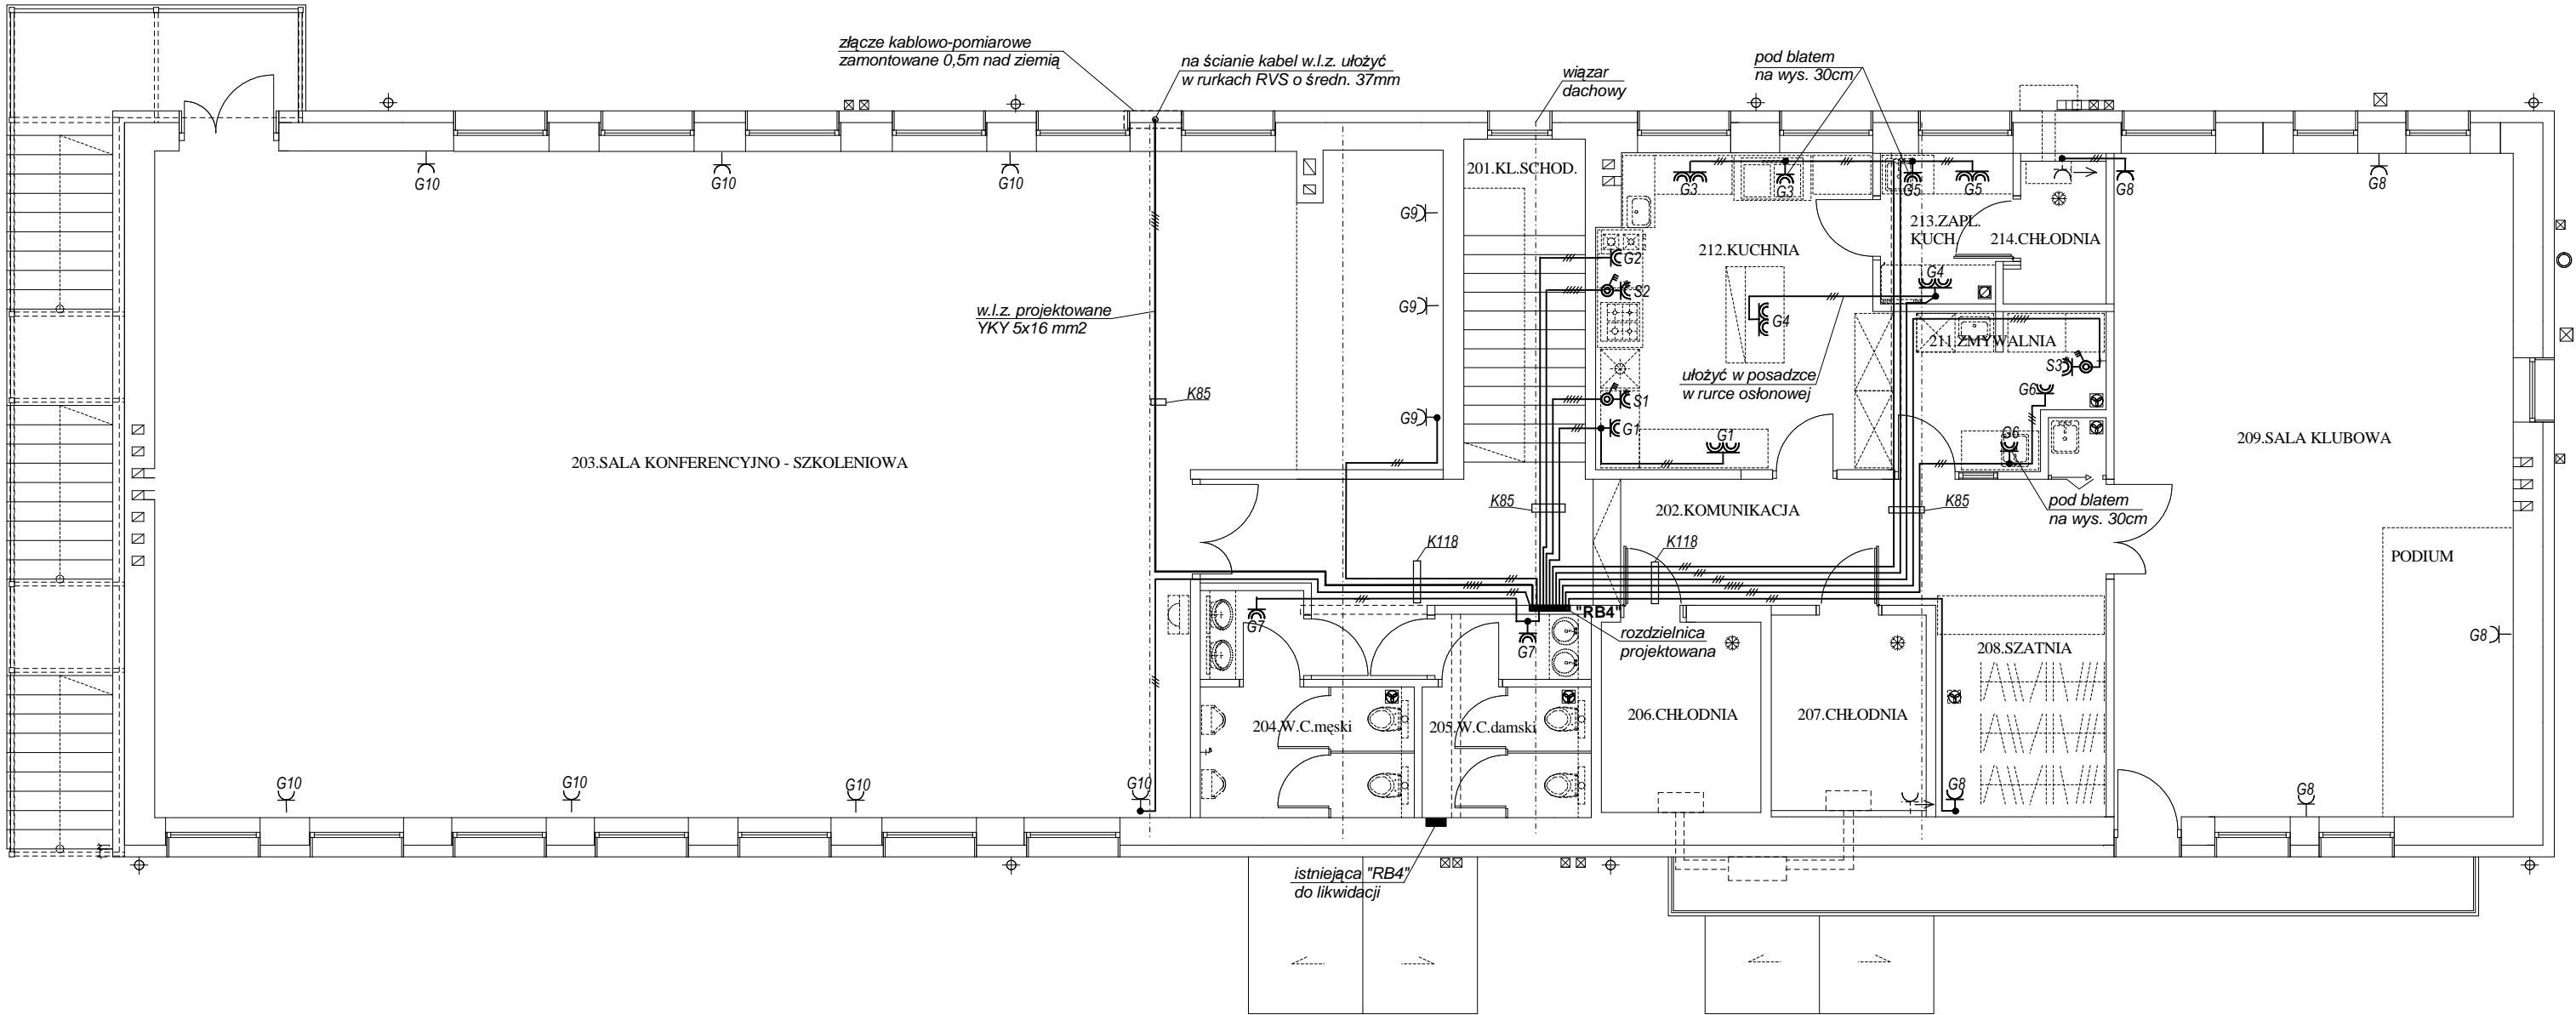 złącze kablowo-pomiarowe
zamontowane 0,5m nad ziemią
na ścianie kabel w.l.z. ułożyć
w rurkach RVS o średn. 37mm
wiązar
dachowy
pod blatem
na wys. 30cm
G10
G10
G10
201.KL.SCHOD.
G3
G3
G5
G5
G8
G8
G9
213.ZAPL.
KUCH.
214.CHŁODNIA
212.KUCHNIA
G2
G4
S2
G9
w.l.z. projektowane
YKY 5x16 mm2
G4
211.ZMYWALNIA
S3
ułożyć w posadzce
w rurce osłonowej
G6
K85
S1
G9
G1
G1
G6
209.SALA KLUBOWA
203.SALA KONFERENCYJNO - SZKOLENIOWA
K85
202.KOMUNIKACJA
K85
pod blatem
na wys. 30cm
K118
K118
PODIUM
"RB4"
G7
rozdzielnica
projektowana
G7
G8
208.SZATNIA
204.W.C.męski
205.W.C.damski
206.CHŁODNIA
207.CHŁODNIA
G10
G10
G10
G10
G8
G8
istniejąca "RB4"
do likwidacji